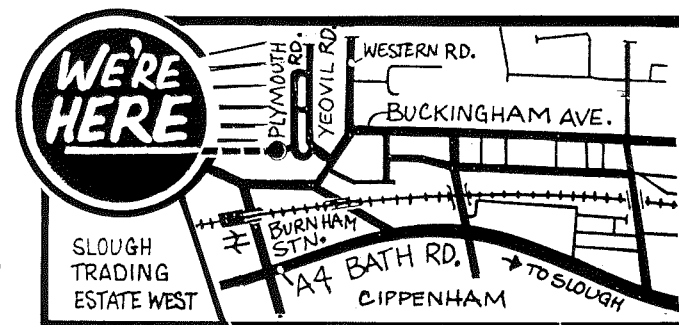 WE'RE
HERE
PLYMOUTH
RD.
YEOVIL RD.
WESTERN RD.
BUCKINGHAM AVE.
BURNHAM
STN.
SLOUGH
TRADING
ESTATE WEST
A4 BATH RD.
CIPPENHAM
TO SLOUGH